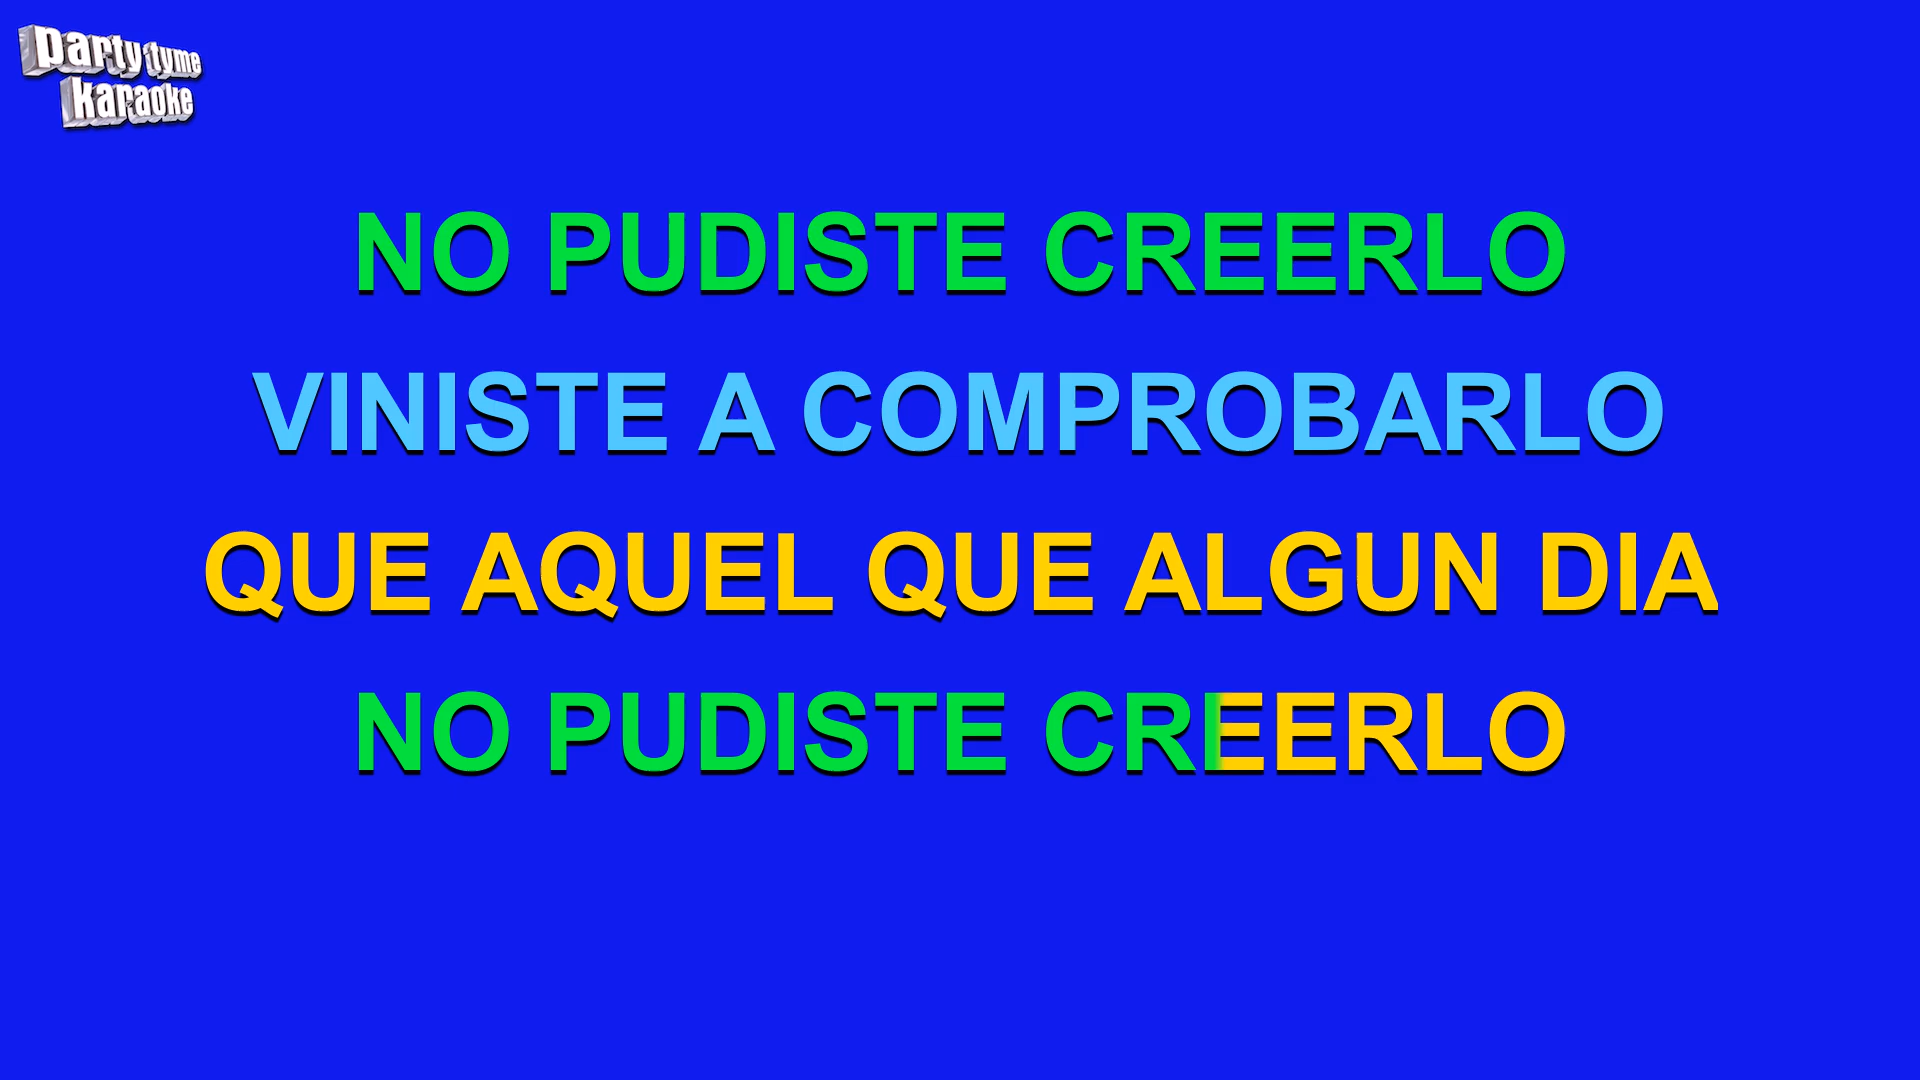 party tyme
karaoke
NO PUDISTE CREERLO
VINISTE A COMPROBARLO
QUE AQUEL QUE ALGUN DIA
NO PUDISTE CREERLO